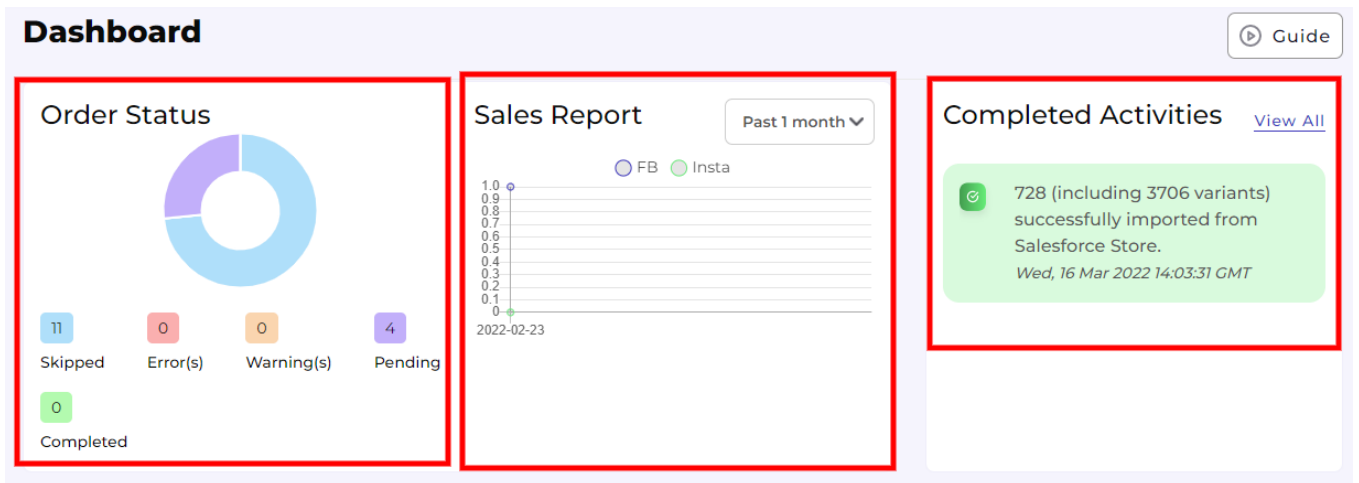 Dashboard
Guide
Order Status
11
0
0
4
Skipped
Error(s)
Warning(s)
Pending
0
Completed
Sales Report
Past 1 month
FB
Insta
1.0
0.9
0.8
0.7
0.6
0.5
0.4
0.3
0.2
0.1
0
2022-02-23
Completed Activities
View All
728 (including 3706 variants)
successfully imported from
Salesforce Store.
Wed, 16 Mar 2022 14:03:31 GMT